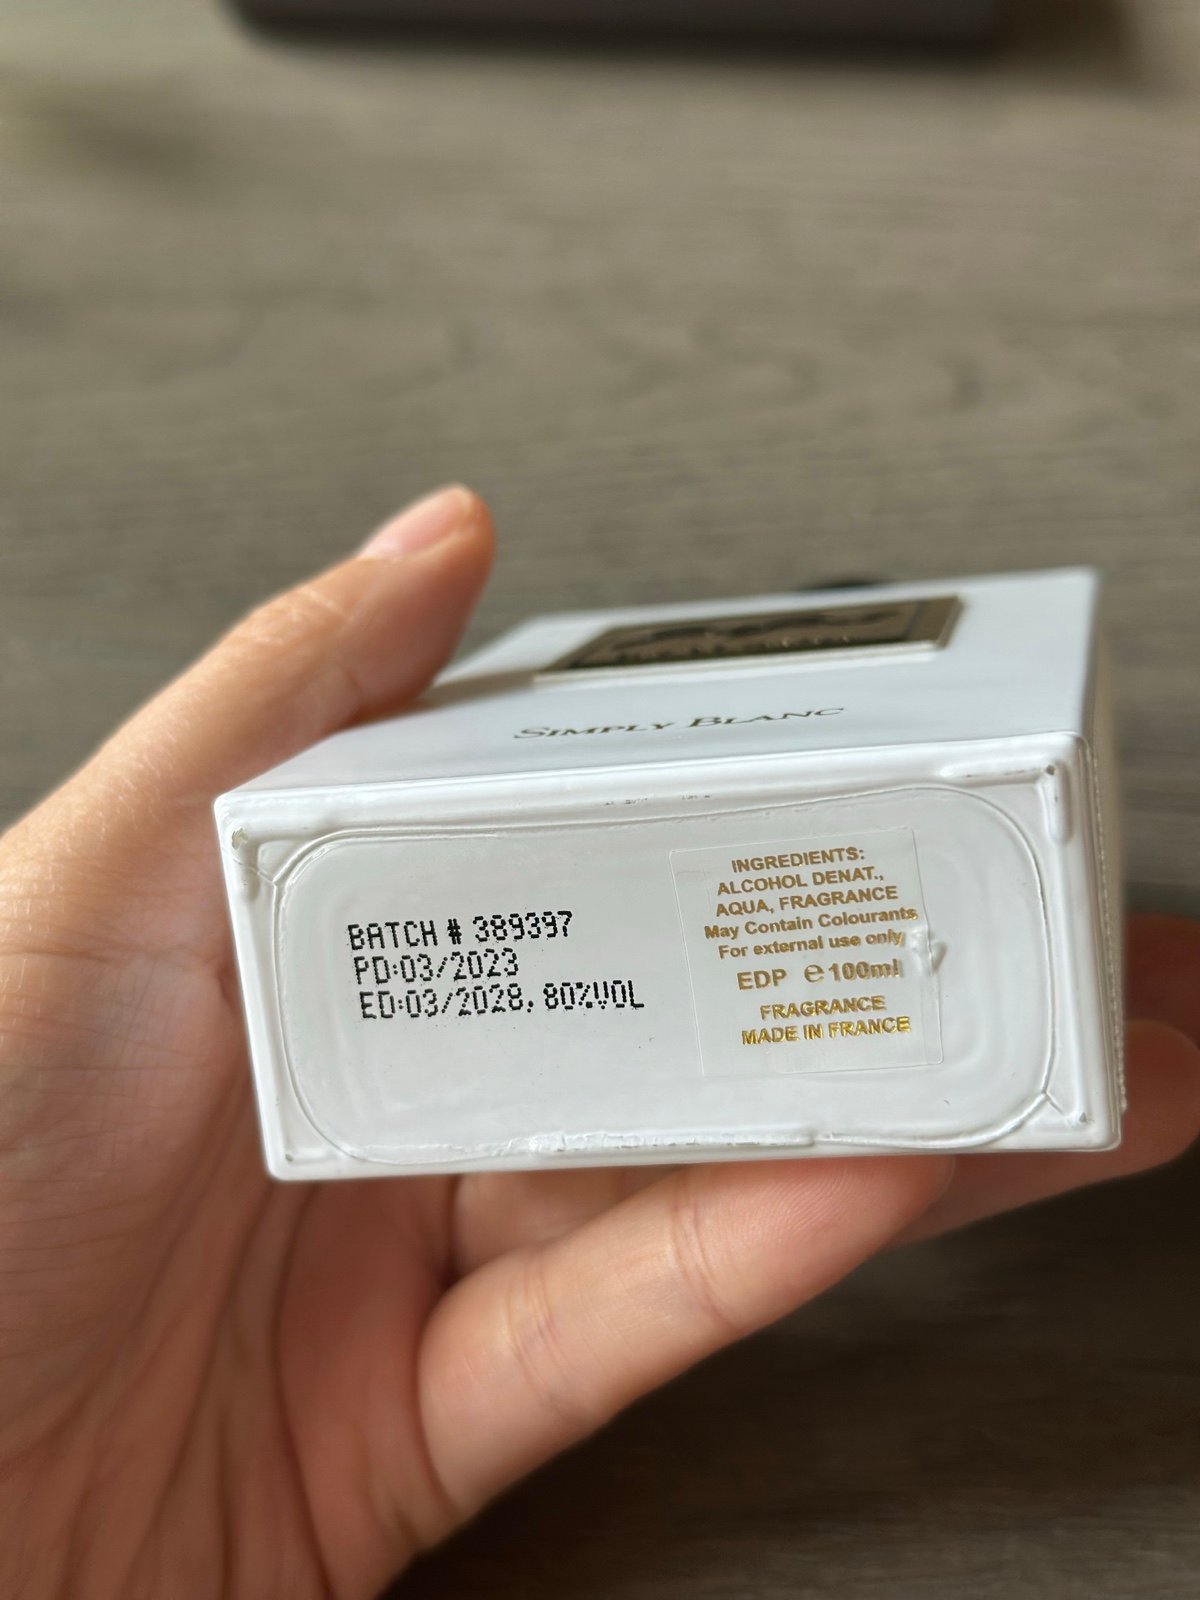 SIMPLY BLANC
BATCH # 389397
PD:03/2023
ED:03/2028, 80%VOL
INGREDIENTS:
ALCOHOL DENAT.,
AQUA, FRAGRANCE
May Contain Colourants
For external use only
EDP ℮100ml
FRAGRANCE
MADE IN FRANCE